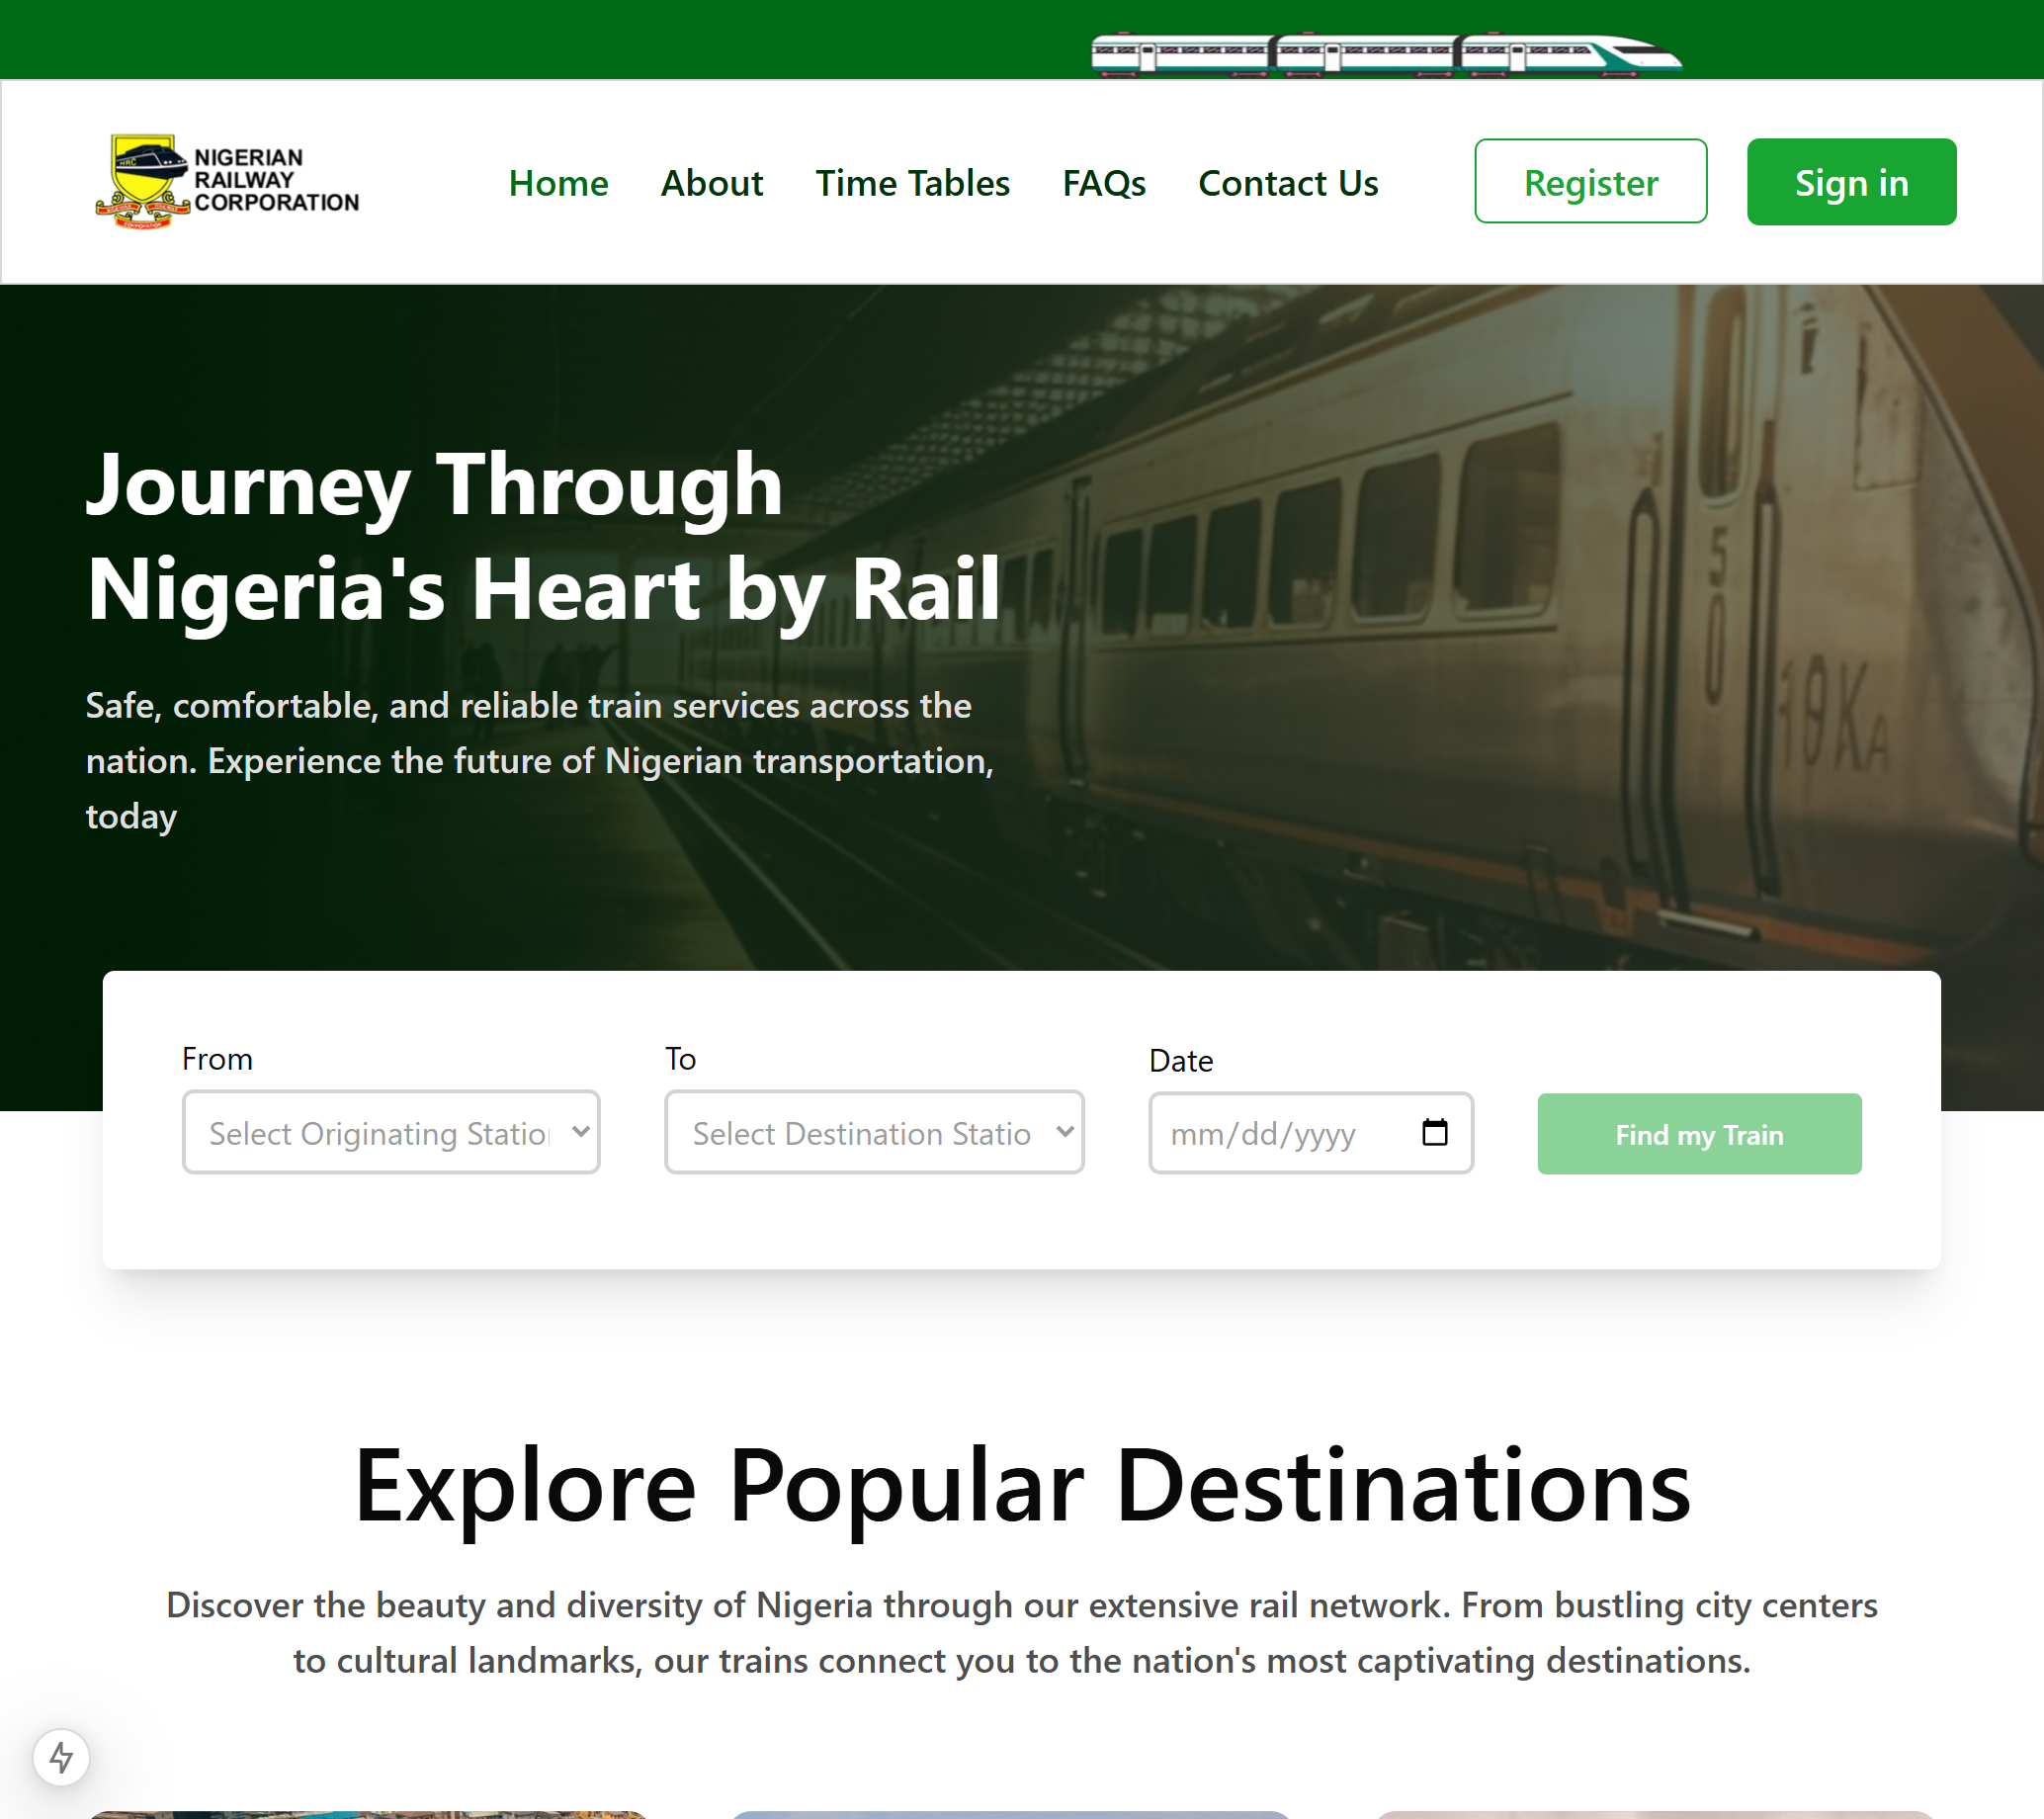 NIGERIAN
RAILWAY
CORPORATION
NRC
Home About Time Tables FAQs Contact Us Register Sign in
Journey Through
Nigeria's Heart by Rail
Safe, comfortable, and reliable train services across the
nation. Experience the future of Nigerian transportation,
today
50
19KA
From To Date
Select Originating Station Select Destination Statio mm/dd/yyyy Find my Train
Explore Popular Destinations
Discover the beauty and diversity of Nigeria through our extensive rail network. From bustling city centers
to cultural landmarks, our trains connect you to the nation's most captivating destinations.